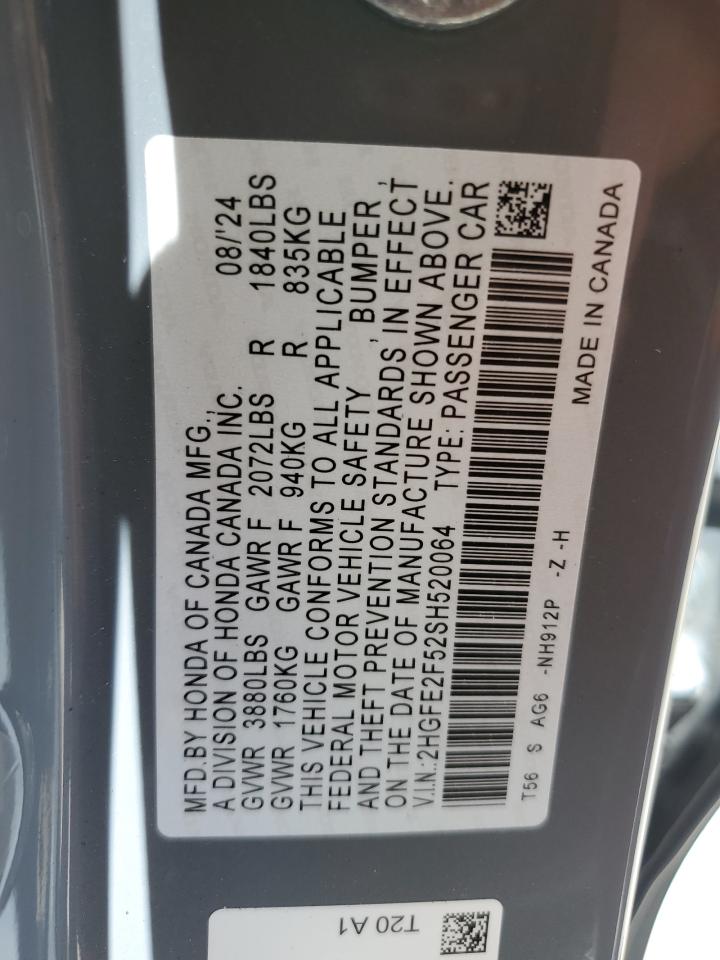 MFD.BY HONDA OF CANADA MFG., 08/'24
A DIVISION OF HONDA CANADA INC.
GVWR 3880LBS GAWR F 2072LBS R 1840LBS
GVWR 1760KG GAWR F 940KG R 835KG
THIS VEHICLE CONFORMS TO ALL APPLICABLE
FEDERAL MOTOR VEHICLE SAFETY , BUMPER ,
AND THEFT PREVENTION STANDARDS IN EFFECT
ON THE DATE OF MANUFACTURE SHOWN ABOVE.
V.I.N.:2HGFE2F52SH520064 TYPE: PASSENGER CAR
T56 S AG6 -NH912P -Z -H
MADE IN CANADA
T20 A1